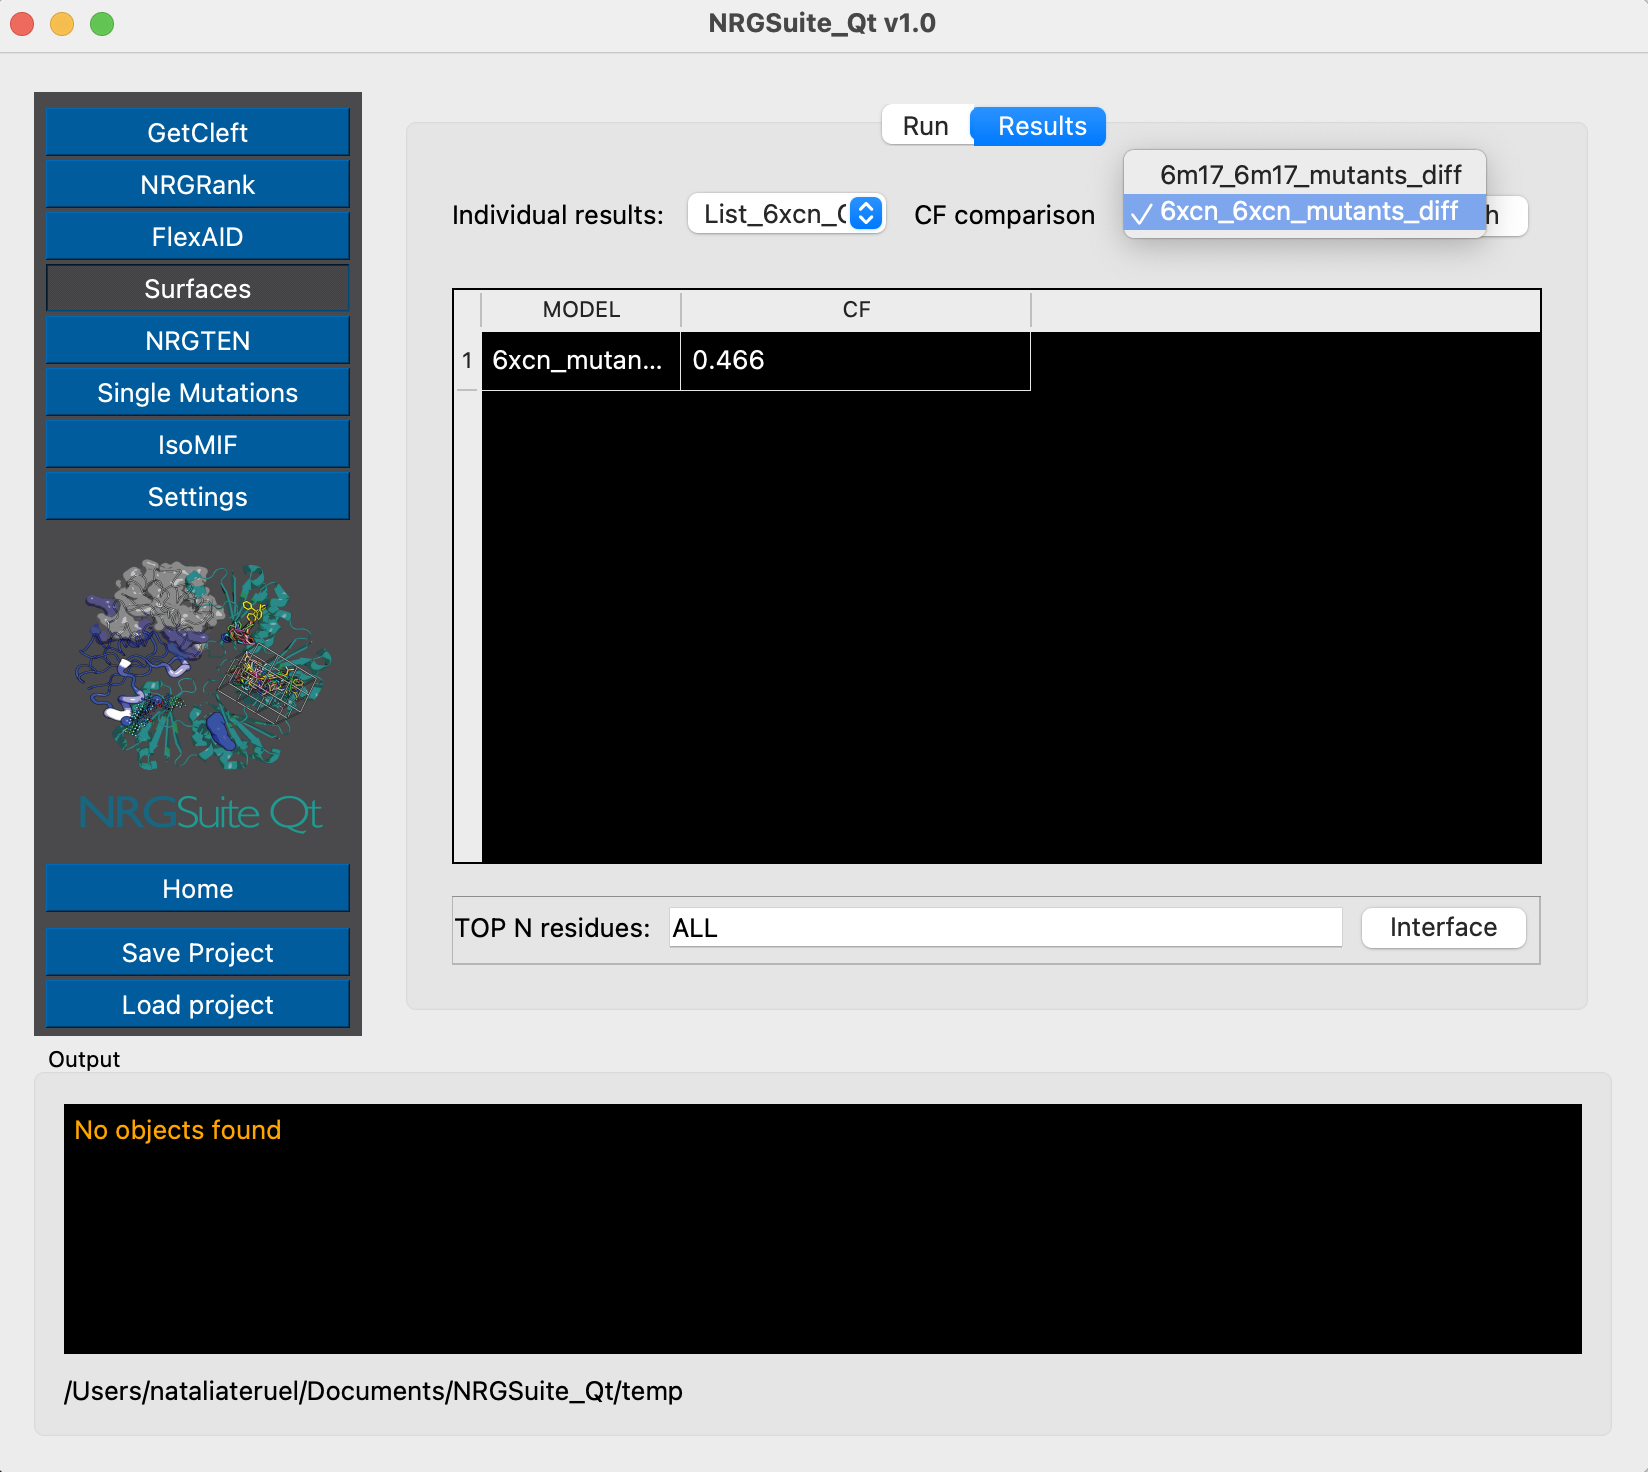 NRGSuite_Qt v1.0
GetCleft
NRGRank
FlexAID
Surfaces
NRGTEN
Single Mutations
IsoMIF
Settings
NRGSuite Qt
Home
Save Project
Load project
Run
Results
Individual results:
List_6xcn_
CF comparison
6m17_6m17_mutants_diff
✓ 6xcn_6xcn_mutants_diff
h
MODEL
CF
1
6xcn_mutan...
0.466
TOP N residues:
ALL
Interface
Output
No objects found
/Users/nataliateruel/Documents/NRGSuite_Qt/temp